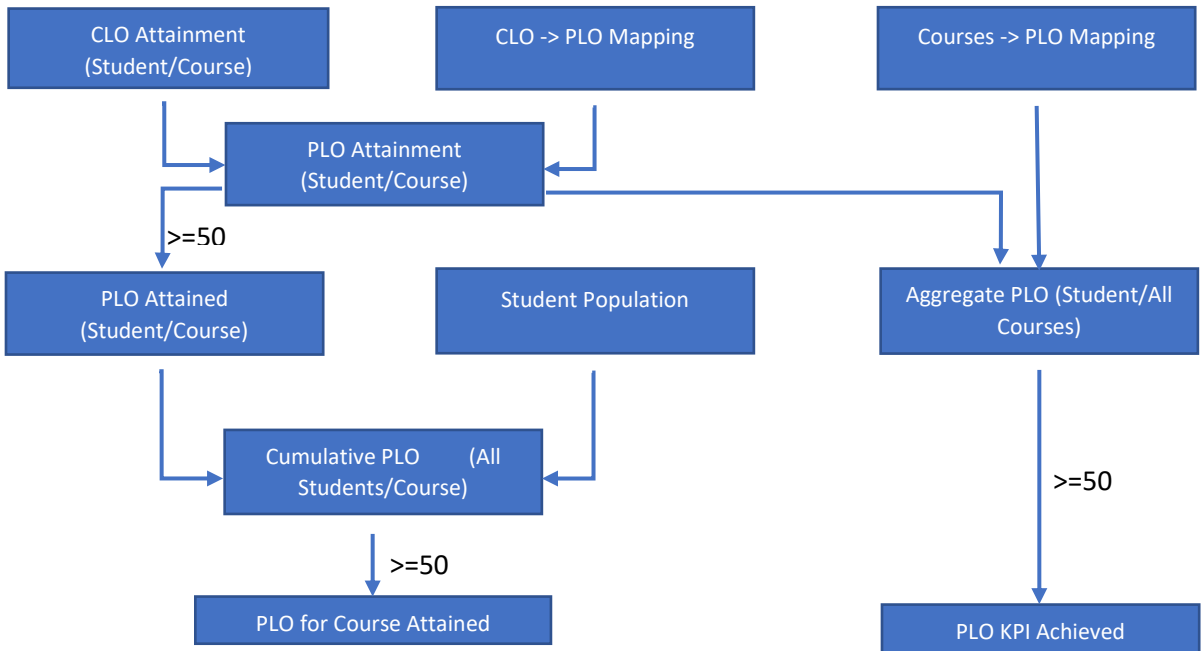 CLO Attainment
(Student/Course)
CLO -> PLO Mapping
Courses -> PLO Mapping
PLO Attainment
(Student/Course)
>=50
PLO Attained
(Student/Course)
Student Population
Aggregate PLO (Student/All
Courses)
Cumulative PLO (All
Students/Course)
>=50
>=50
PLO for Course Attained
PLO KPI Achieved